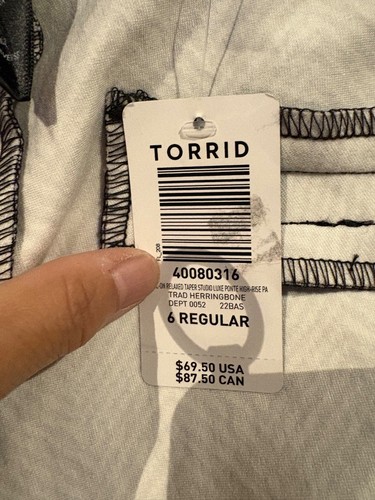 TORRID
40080316
-ON RELAXED TAPER STUDIO LUXE PONTE HIGH-RISE PA
TRAD HERRINGBONE
DEPT 0052 22BAS
6 REGULAR
$69.50 USA
$87.50 CAN